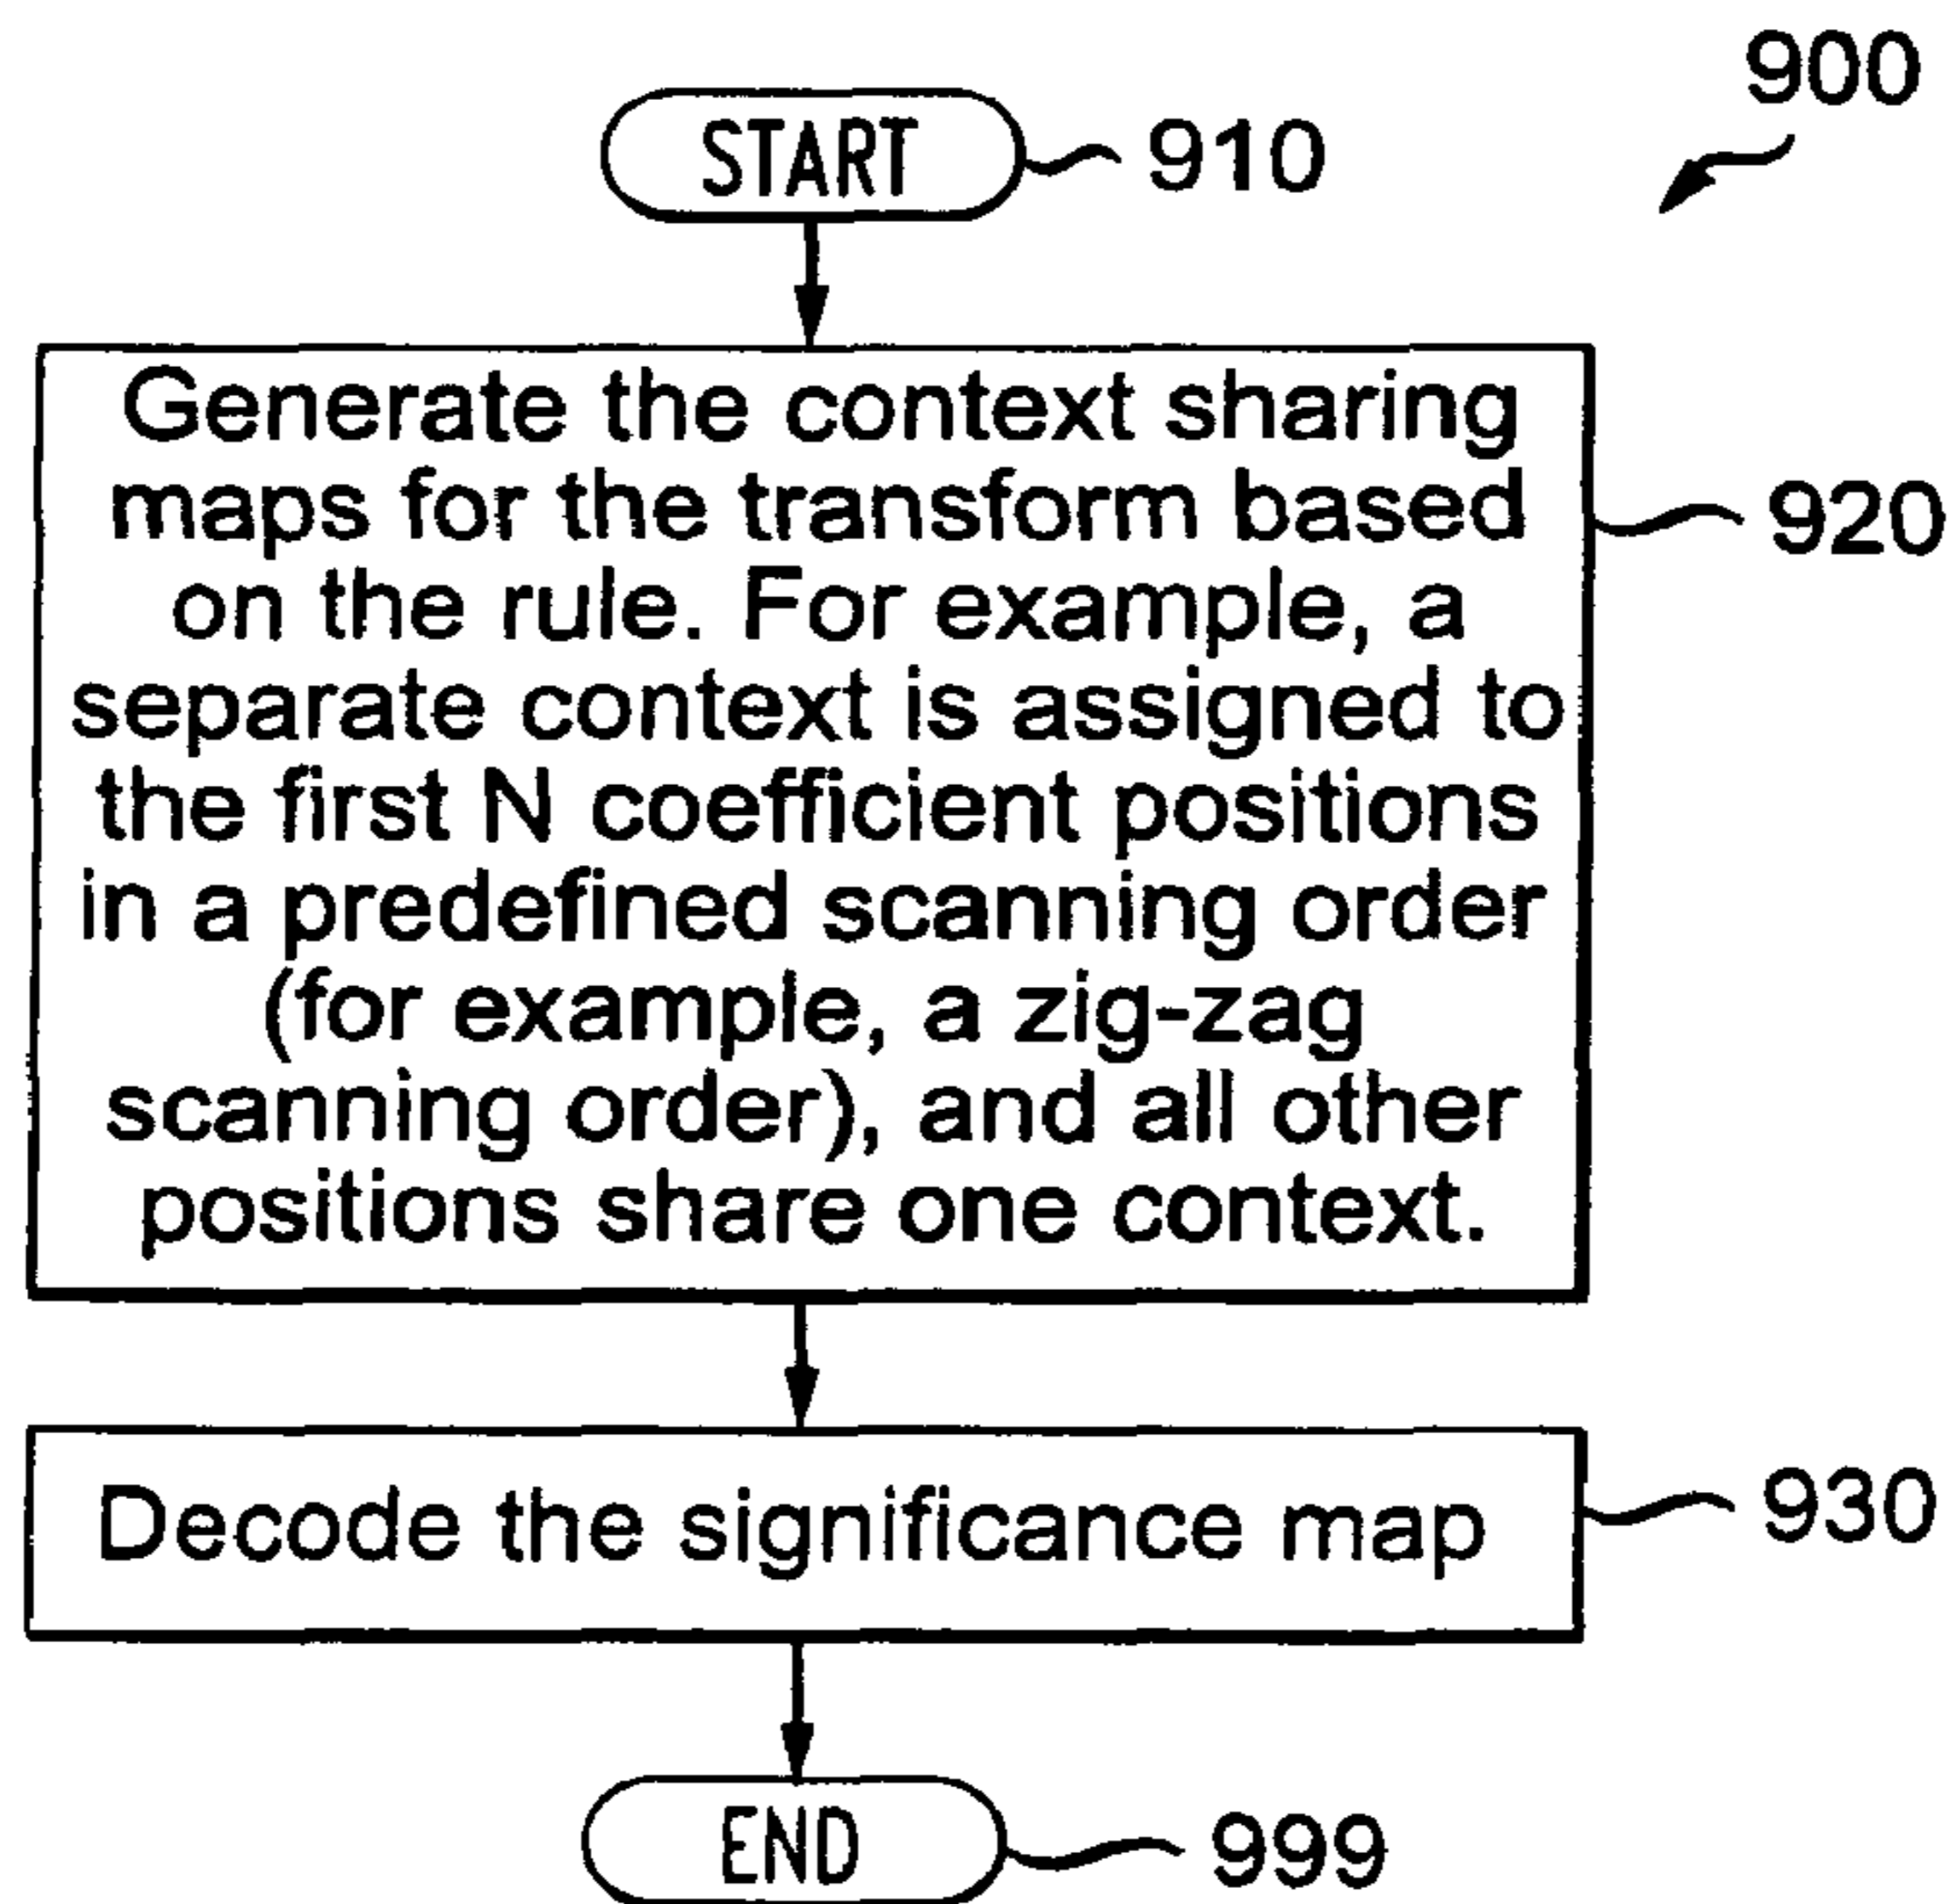 900
START
910
Generate the context sharing
maps for the transform based
on the rule. For example, a
separate context is assigned to
the first N coefficient positions
in a predefined scanning order
(for example, a zig-zag
scanning order), and all other
positions share one context.
920
Decode the significance map
930
END
999